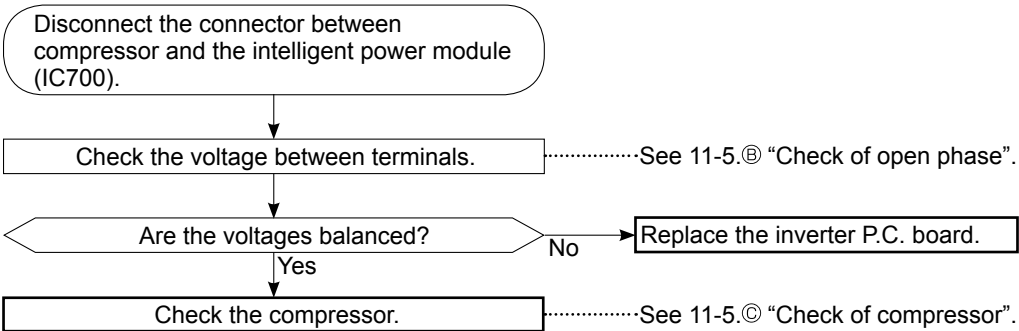 Disconnect the connector between
compressor and the intelligent power module
(IC700).
Check the voltage between terminals.
See 11-5.Ⓑ “Check of open phase”.
Are the voltages balanced?
No
Replace the inverter P.C. board.
Yes
Check the compressor.
See 11-5.Ⓒ “Check of compressor”.